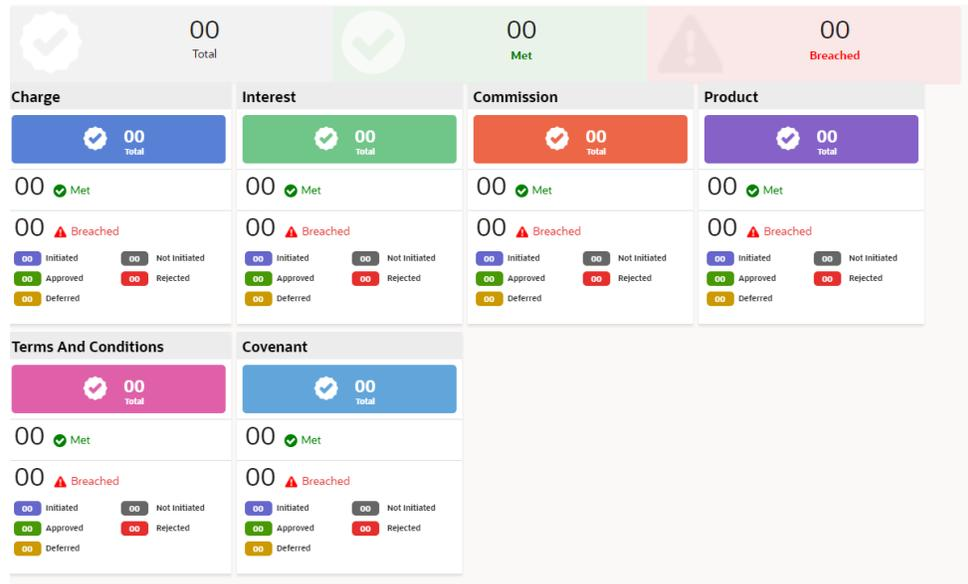 00
Total
00
Met
00
Breached
Charge
00
Total
00 Met
00 Breached
00 Initiated 00 Not Initiated
00 Approved 00 Rejected
00 Deferred
Interest
00
Total
00 Met
00 Breached
00 Initiated 00 Not Initiated
00 Approved 00 Rejected
00 Deferred
Commission
00
Total
00 Met
00 Breached
00 Initiated 00 Not Initiated
00 Approved 00 Rejected
00 Deferred
Product
00
Total
00 Met
00 Breached
00 Initiated 00 Not Initiated
00 Approved 00 Rejected
00 Deferred
Terms And Conditions
00
Total
00 Met
00 Breached
00 Initiated 00 Not Initiated
00 Approved 00 Rejected
00 Deferred
Covenant
00
Total
00 Met
00 Breached
00 Initiated 00 Not Initiated
00 Approved 00 Rejected
00 Deferred